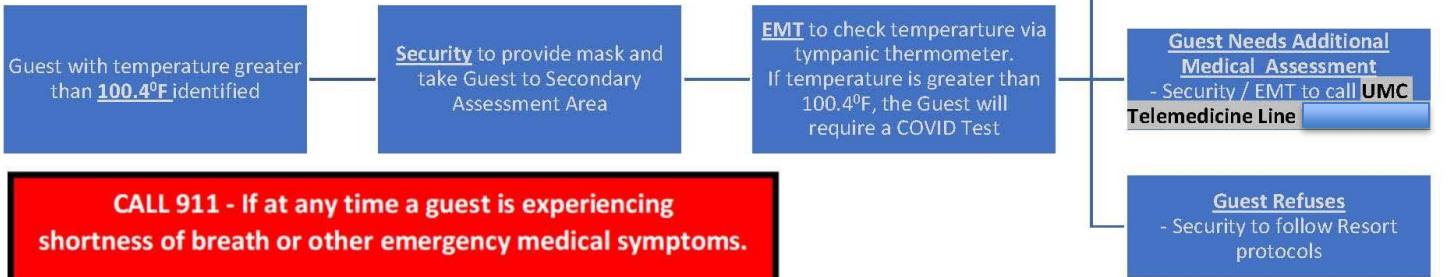 Guest with temperature greater
than 100.4⁰F identified
Security to provide mask and
take Guest to Secondary
Assessment Area
EMT to check temperarture via
tympanic thermometer.
If temperature is greater than
100.4⁰F, the Guest will
require a COVID Test
Guest Needs Additional
Medical Assessment
- Security / EMT to call UMC
Telemedicine Line
Guest Refuses
- Security to follow Resort
protocols
CALL 911 - If at any time a guest is experiencing
shortness of breath or other emergency medical symptoms.